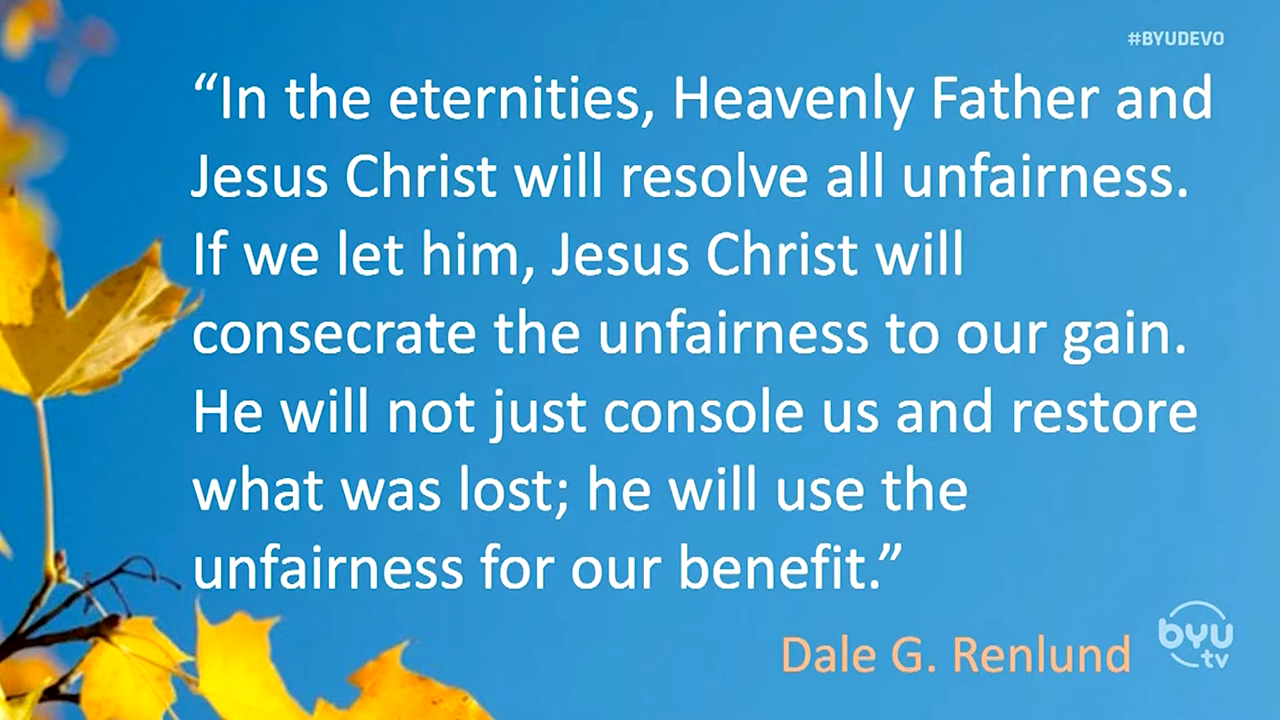 #BYUDEVO
“In the eternities, Heavenly Father and
Jesus Christ will resolve all unfairness.
If we let him, Jesus Christ will
consecrate the unfairness to our gain.
He will not just console us and restore
what was lost; he will use the
unfairness for our benefit.”
Dale G. Renlund
byu
tv